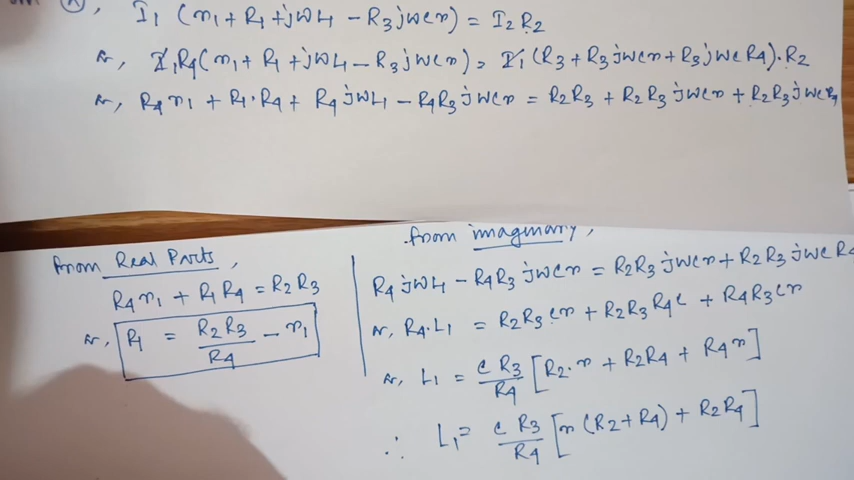 I₁ (r₁ + R₁ + jωL₁ − R₃jωcr) = I₂R₂
or, I₁R₄(r₁ + R₁ + jωL₁ − R₃jωcr) = I₁(R₃ + R₃jωcr + R₃jωcR₄).R₂
or, R₄r₁ + R₁.R₄ + R₄jωL₁ − R₄R₃jωcr = R₂R₃ + R₂R₃jωcr + R₂R₃jωcR₄
From Real Parts,
R₄r₁ + R₁R₄ = R₂R₃
or, R₁ = R₂R₃/R₄ − r₁
from imaginary,
R₄jωL₁ − R₄R₃jωcr = R₂R₃jωcr + R₂R₃jωcR₄
or, R₄.L₁ = R₂R₃cr + R₂R₃R₄c + R₄R₃cr
or, L₁ = cR₃/R₄ [R₂.r + R₂R₄ + R₄r]
∴ L₁ = cR₃/R₄ [r(R₂+R₄) + R₂R₄]